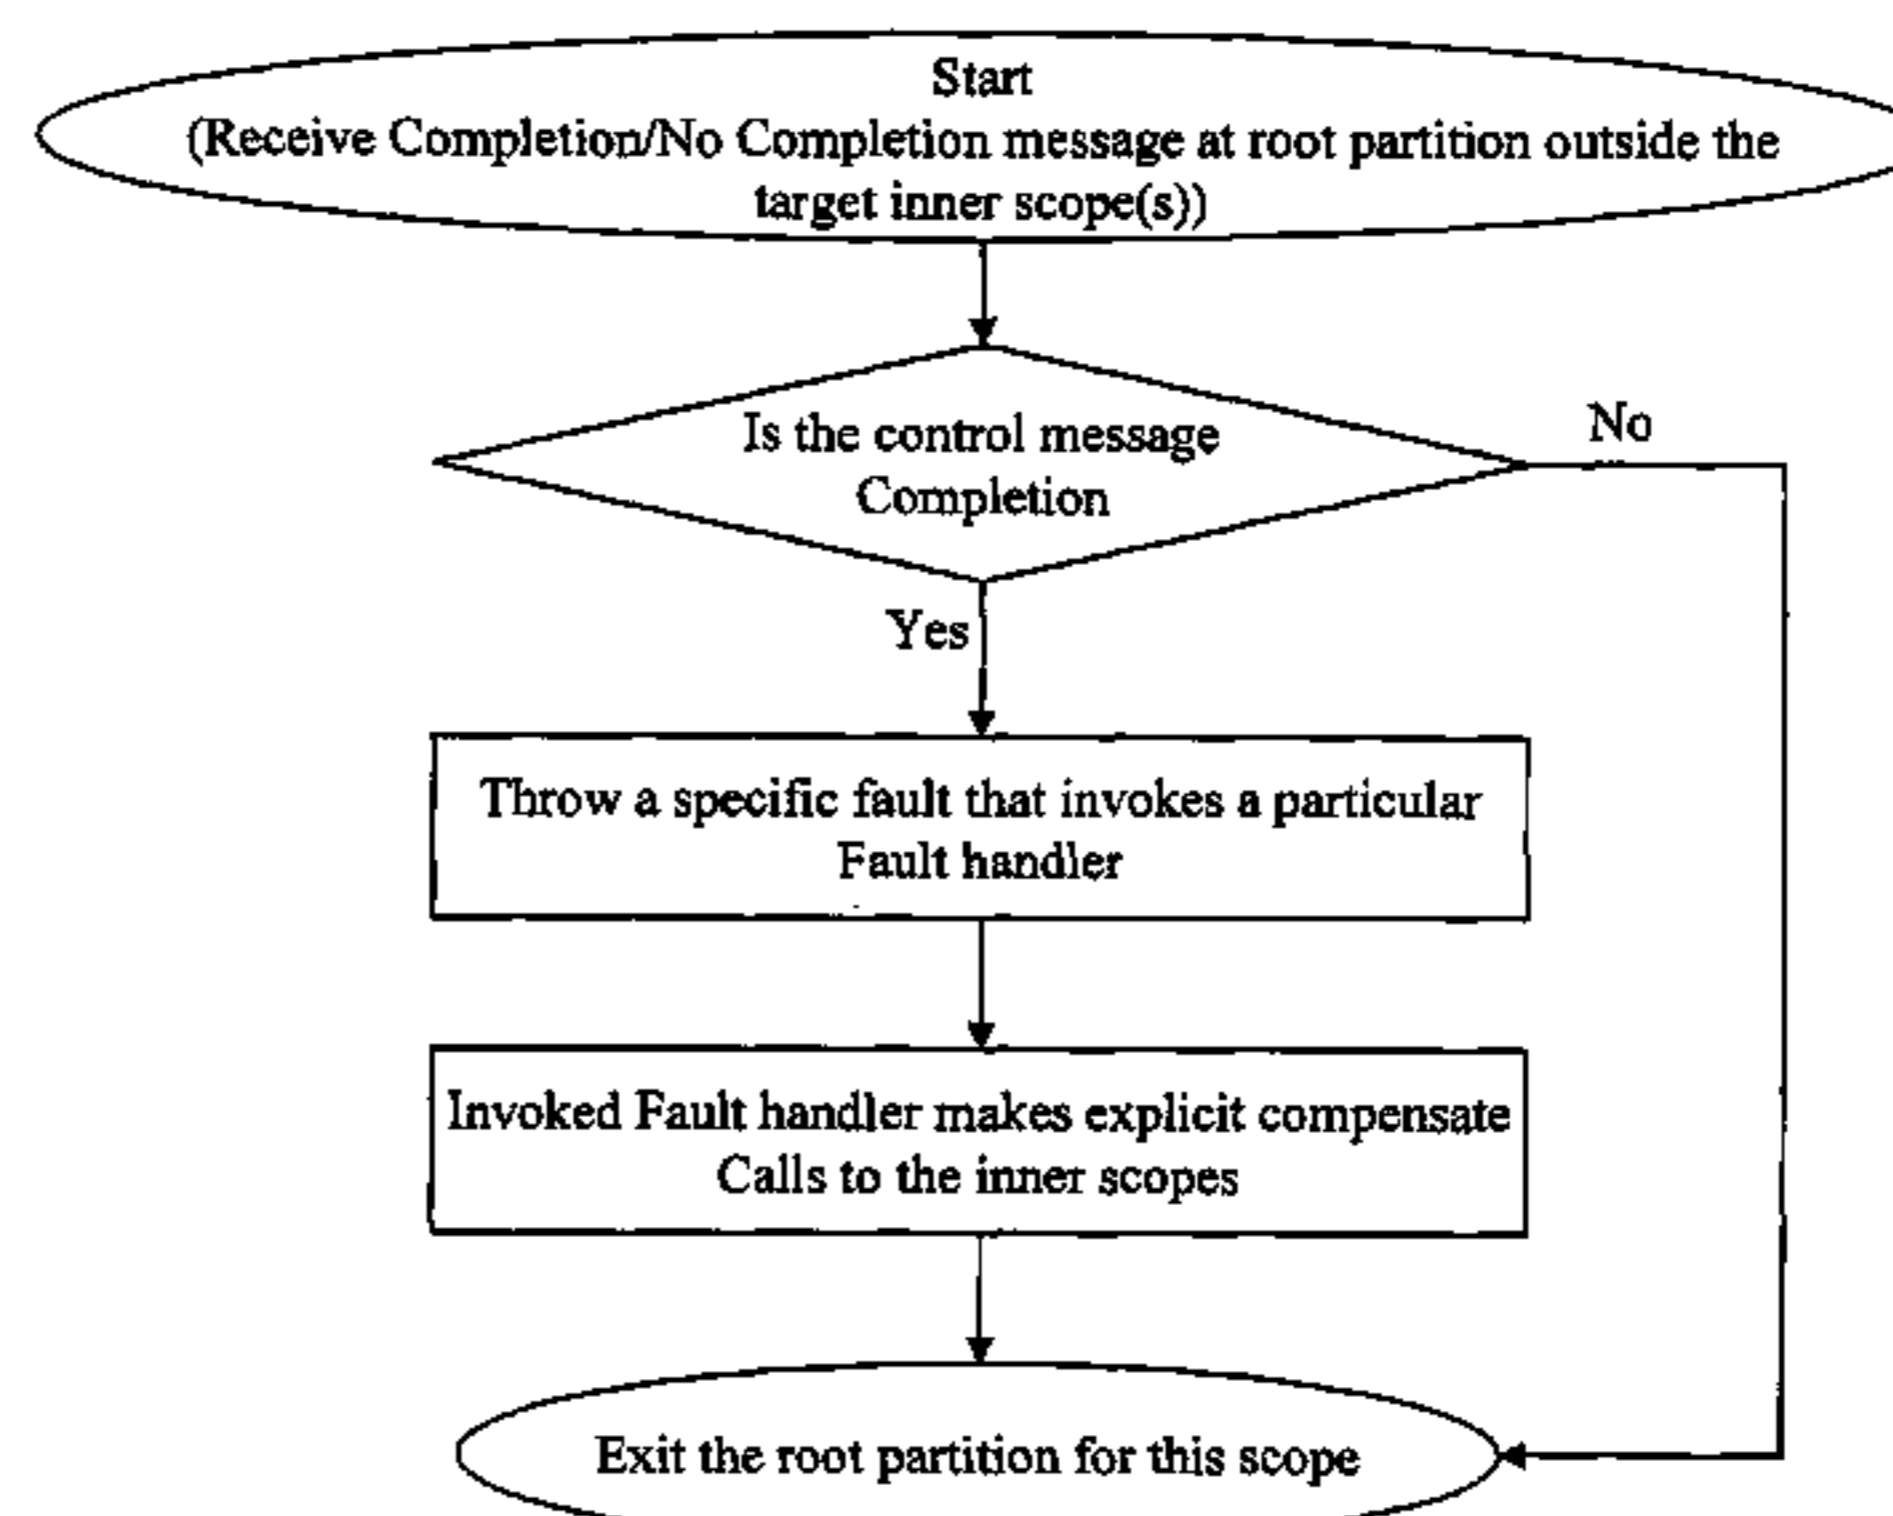 Start
(Receive Completion/No Completion message at root partition outside the
target inner scope(s))
Is the control message
Completion
No
Yes
Throw a specific fault that invokes a particular
Fault handler
Invoked Fault handler makes explicit compensate
Calls to the inner scopes
Exit the root partition for this scope